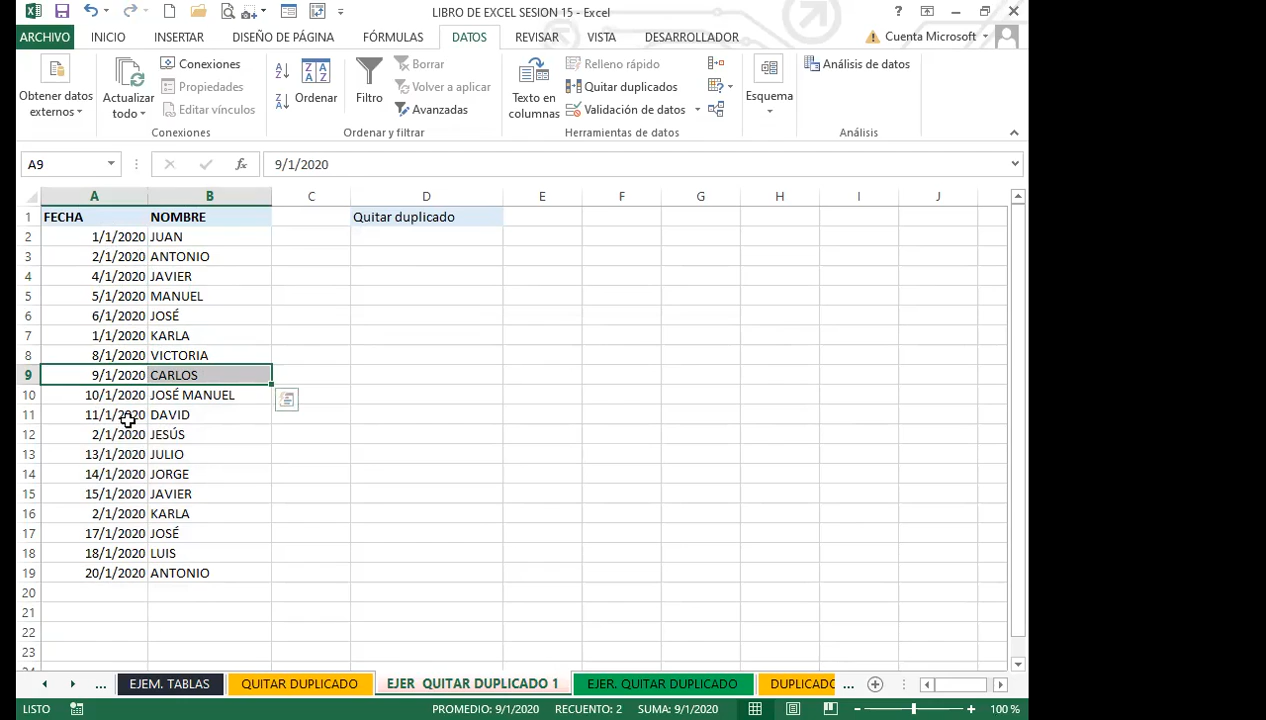 LIBRO DE EXCEL SESION 15 - Excel
ARCHIVO INICIO INSERTAR DISEÑO DE PÁGINA FÓRMULAS DATOS REVISAR VISTA DESARROLLADOR Cuenta Microsoft
Obtener datos externos
Actualizar todo
Conexiones
Propiedades
Editar vínculos
Conexiones
Ordenar
Filtro
Borrar
Volver a aplicar
Avanzadas
Ordenar y filtrar
Texto en columnas
Relleno rápido
Quitar duplicados
Validación de datos
Herramientas de datos
Esquema
Análisis de datos
Análisis
A9 fx 9/1/2020
A B C D E F G H I J
1 FECHA NOMBRE Quitar duplicado
2 1/1/2020 JUAN
3 2/1/2020 ANTONIO
4 4/1/2020 JAVIER
5 5/1/2020 MANUEL
6 6/1/2020 JOSÉ
7 1/1/2020 KARLA
8 8/1/2020 VICTORIA
9 9/1/2020 CARLOS
10 10/1/2020 JOSÉ MANUEL
11 11/1/2020 DAVID
12 2/1/2020 JESÚS
13 13/1/2020 JULIO
14 14/1/2020 JORGE
15 15/1/2020 JAVIER
16 2/1/2020 KARLA
17 17/1/2020 JOSÉ
18 18/1/2020 LUIS
19 20/1/2020 ANTONIO
20
21
22
23
... EJEM. TABLAS QUITAR DUPLICADO EJER QUITAR DUPLICADO 1 EJER. QUITAR DUPLICADO DUPLICADO ...
LISTO PROMEDIO: 9/1/2020 RECUENTO: 2 SUMA: 9/1/2020 100 %